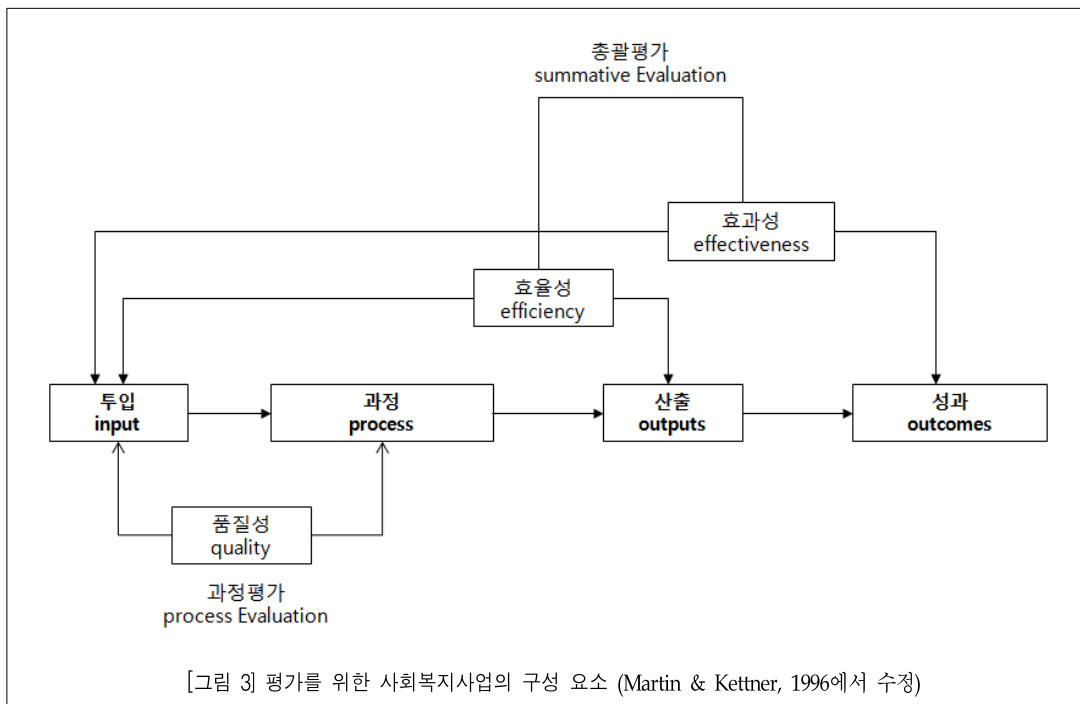 총괄평가
summative Evaluation
효과성
effectiveness
효율성
efficiency
투입
input
과정
process
산출
outputs
성과
outcomes
품질성
quality
과정평가
process Evaluation
[그림 3] 평가를 위한 사회복지사업의 구성 요소 (Martin & Kettner, 1996에서 수정)